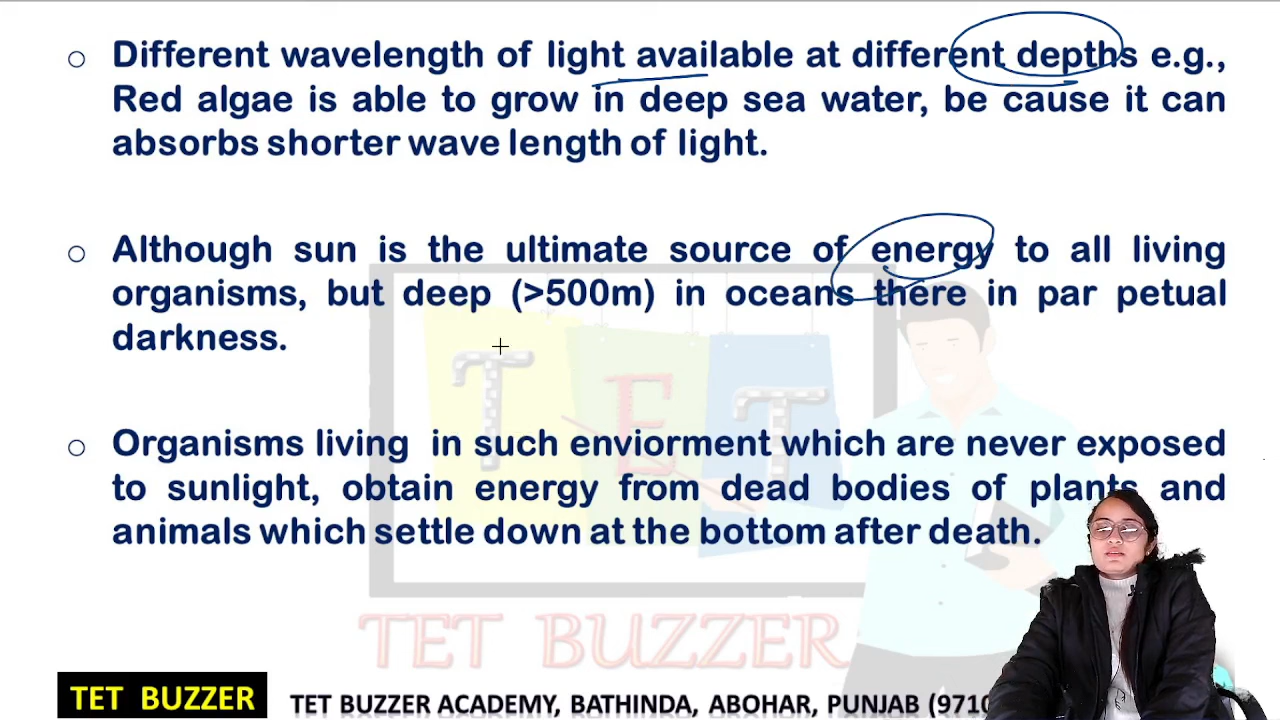 Different wavelength of light available at different depths e.g.,
Red algae is able to grow in deep sea water, be cause it can
absorbs shorter wave length of light.
Although sun is the ultimate source of energy to all living
organisms, but deep (>500m) in oceans there in par petual
darkness.
Organisms living in such enviorment which are never exposed
to sunlight, obtain energy from dead bodies of plants and
animals which settle down at the bottom after death.
T E T
TET BUZZER
TET BUZZER
TET BUZZER ACADEMY, BATHINDA, ABOHAR, PUNJAB (9710